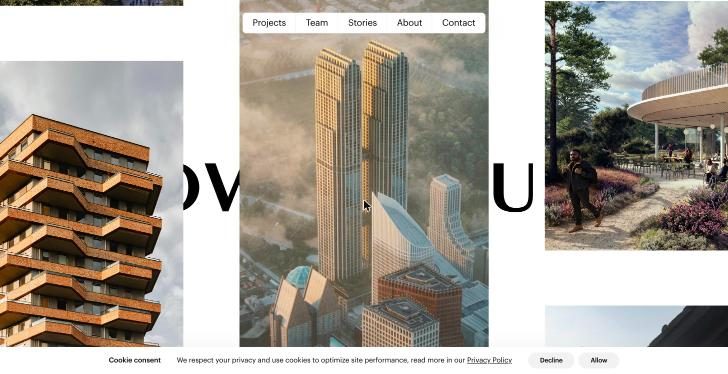 Projects Team Stories About Contact
Cookie consent We respect your privacy and use cookies to optimize site performance, read more in our Privacy Policy Decline Allow